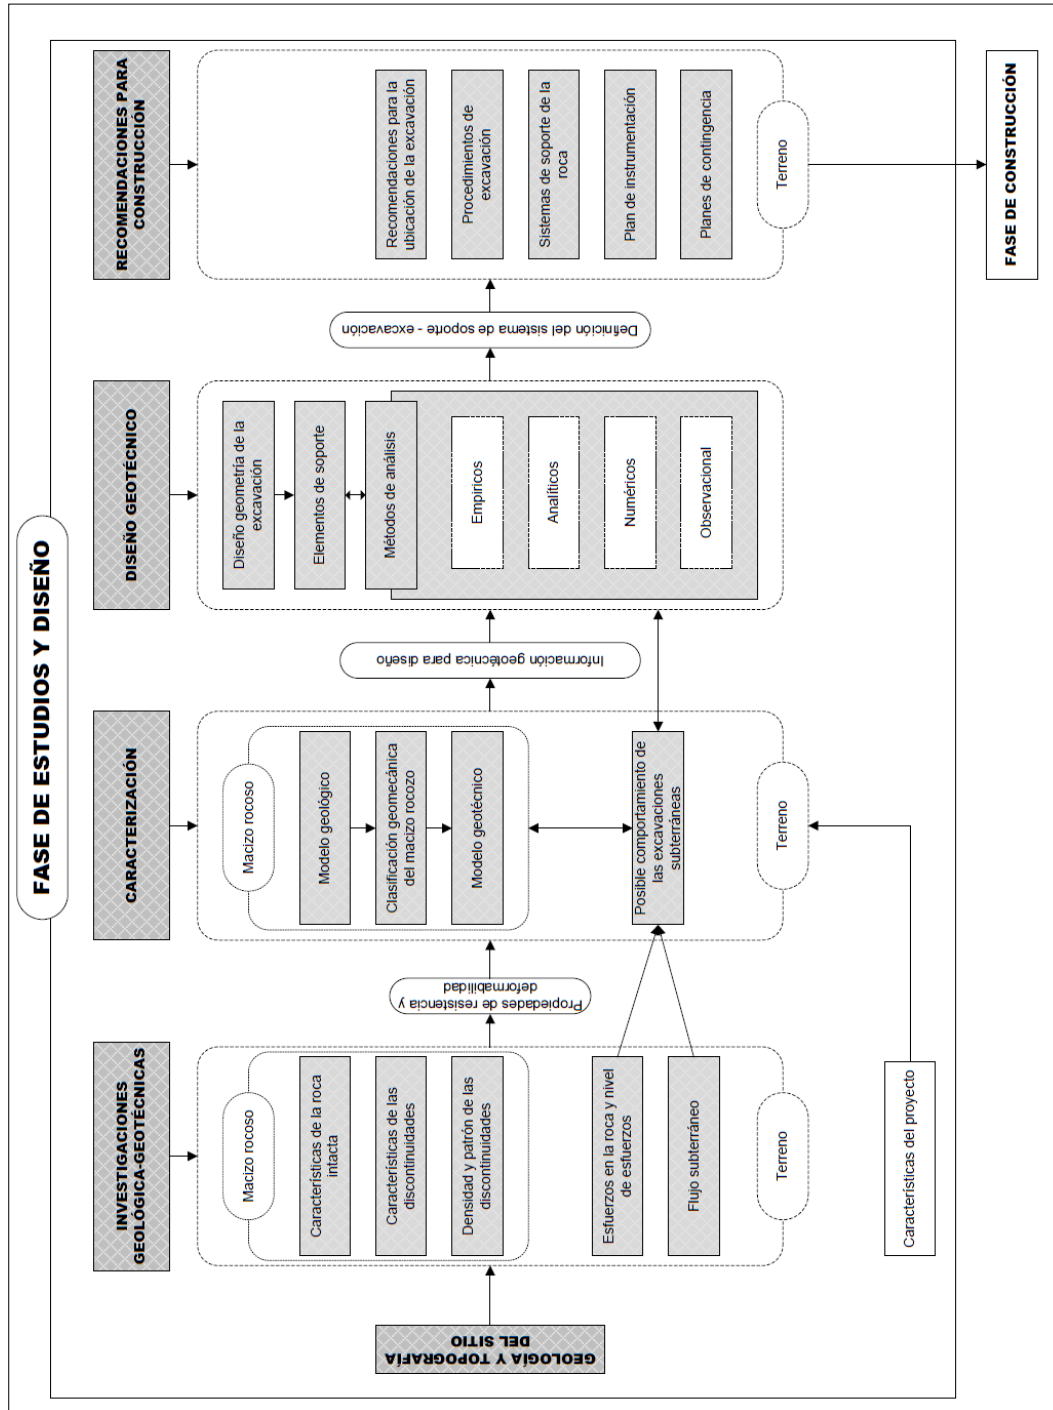 FASE DE ESTUDIOS Y DISEÑO
GEOLOGÍA Y TOPOGRAFÍA
DEL SITIO
INVESTIGACIONES
GEOLÓGICA-GEOTÉCNICAS
Macizo rocoso
Características de la roca
intacta
Características de las
discontinuidades
Densidad y patrón de las
discontinuidades
Esfuerzos en la roca y nivel
de esfuerzos
Flujo subterráneo
Terreno
Características del proyecto
Propiedades de resistencia y
deformabilidad
CARACTERIZACIÓN
Macizo rocoso
Modelo geológico
Clasificación geomecánica
del macizo rocozo
Modelo geotécnico
Posible comportamiento de
las excavaciones
subterráneas
Terreno
Información geotécnica para diseño
DISEÑO GEOTÉCNICO
Diseño geometría de la
excavación
Elementos de soporte
Métodos de análisis
Empiricos
Analíticos
Numéricos
Observacional
Definición del sistema de soporte - excavación
RECOMENDACIONES PARA
CONSTRUCCIÓN
Recomendaciones para la
ubicación de la excavación
Procedimientos de
excavación
Sistemas de soporte de la
roca
Plan de instrumentación
Planes de contingencia
Terreno
FASE DE CONSTRUCCIÓN